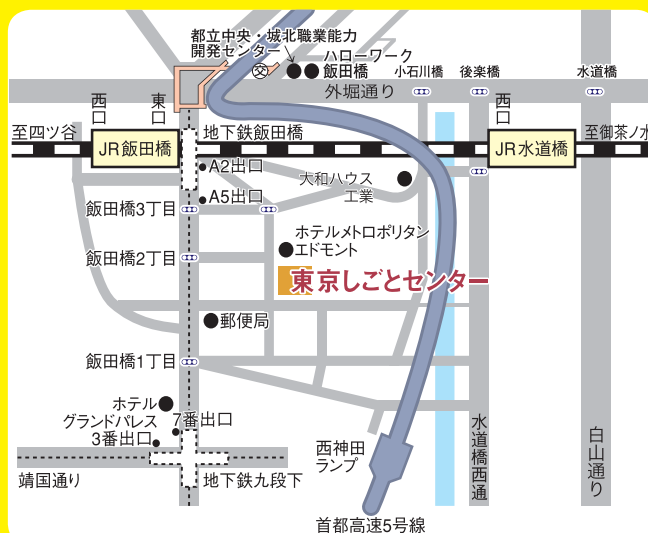 都立中央・城北職業能力
開発センター
ハローワーク
飯田橋
小石川橋
後楽橋
水道橋
外堀通り
西口
東口
西口
至四ツ谷
JR飯田橋
地下鉄飯田橋
JR水道橋
至御茶ノ水
A2出口
大和ハウス
工業
A5出口
飯田橋3丁目
ホテルメトロポリタン
エドモント
飯田橋2丁目
東京しごとセンター
郵便局
飯田橋1丁目
ホテル
グランドパレス
7番出口
3番出口
西神田
ランプ
水道橋西通
白山通り
靖国通り
地下鉄九段下
首都高速5号線